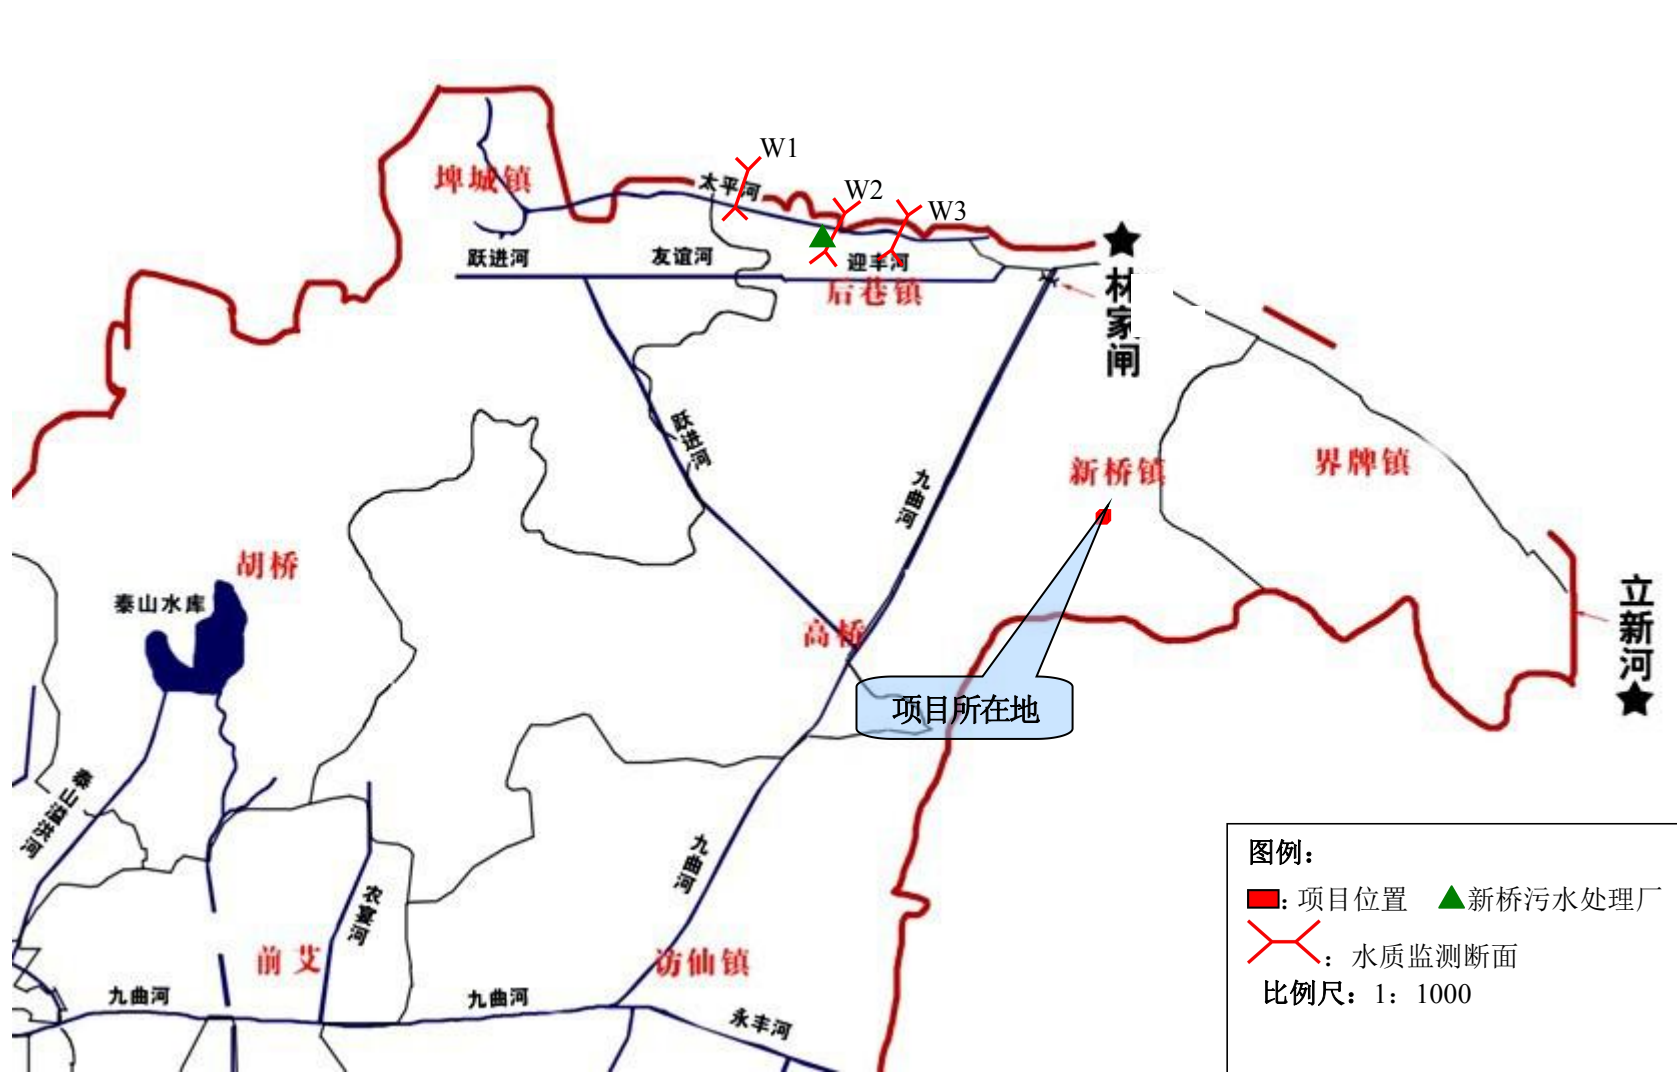 W1
埤城镇
太平河
W2
W3
跃进河
友谊河
迎丰河
后巷镇
林家闸
跃进河
九曲河
新桥镇
界牌镇
胡桥
泰山水库
高桥
立新河
项目所在地
泰山溢洪河
九曲河
农宴河
前艾
访仙镇
九曲河
九曲河
永丰河
图例：
：项目位置 新桥污水处理厂
：水质监测断面
比例尺：1：1000